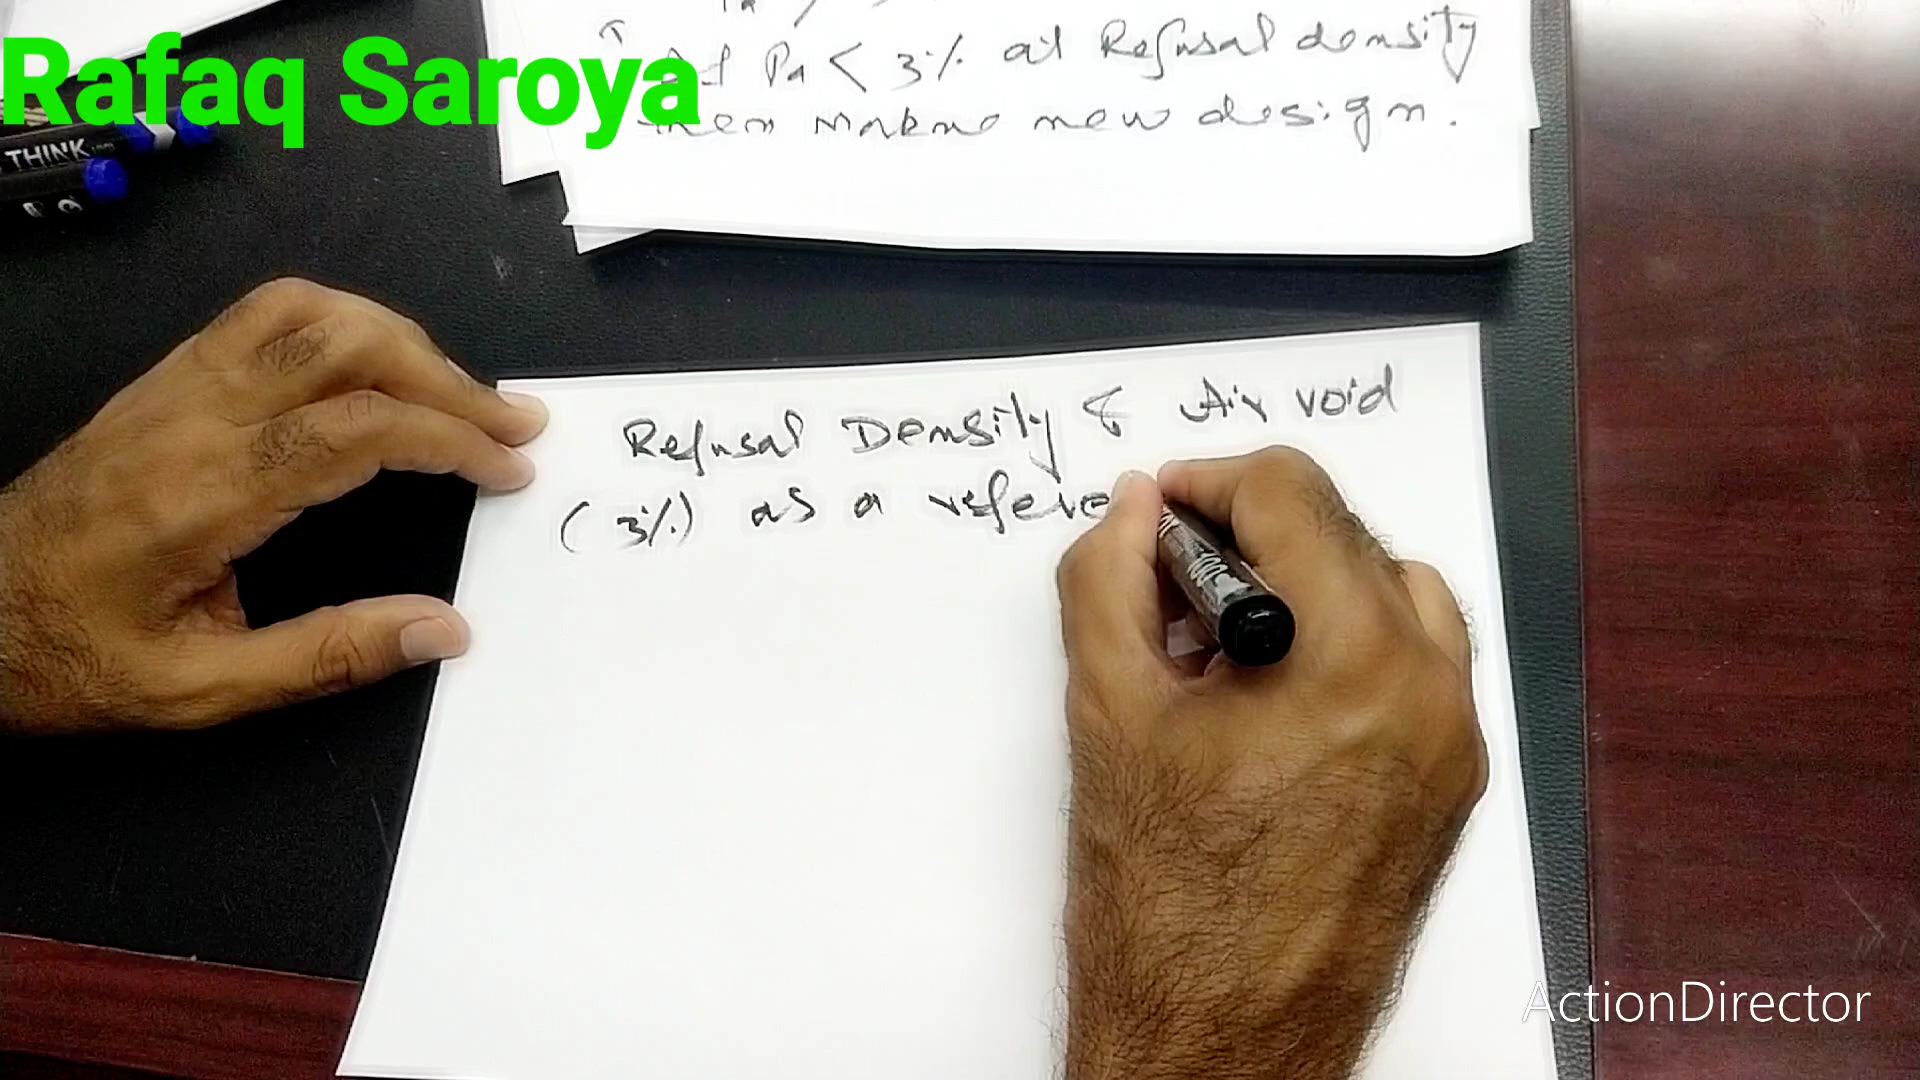 Rafaq Saroya
Pa < 3% at Refusal density
then make new design.
THINK
Refusal Density & Air void
(3%) as a refere
ActionDirector